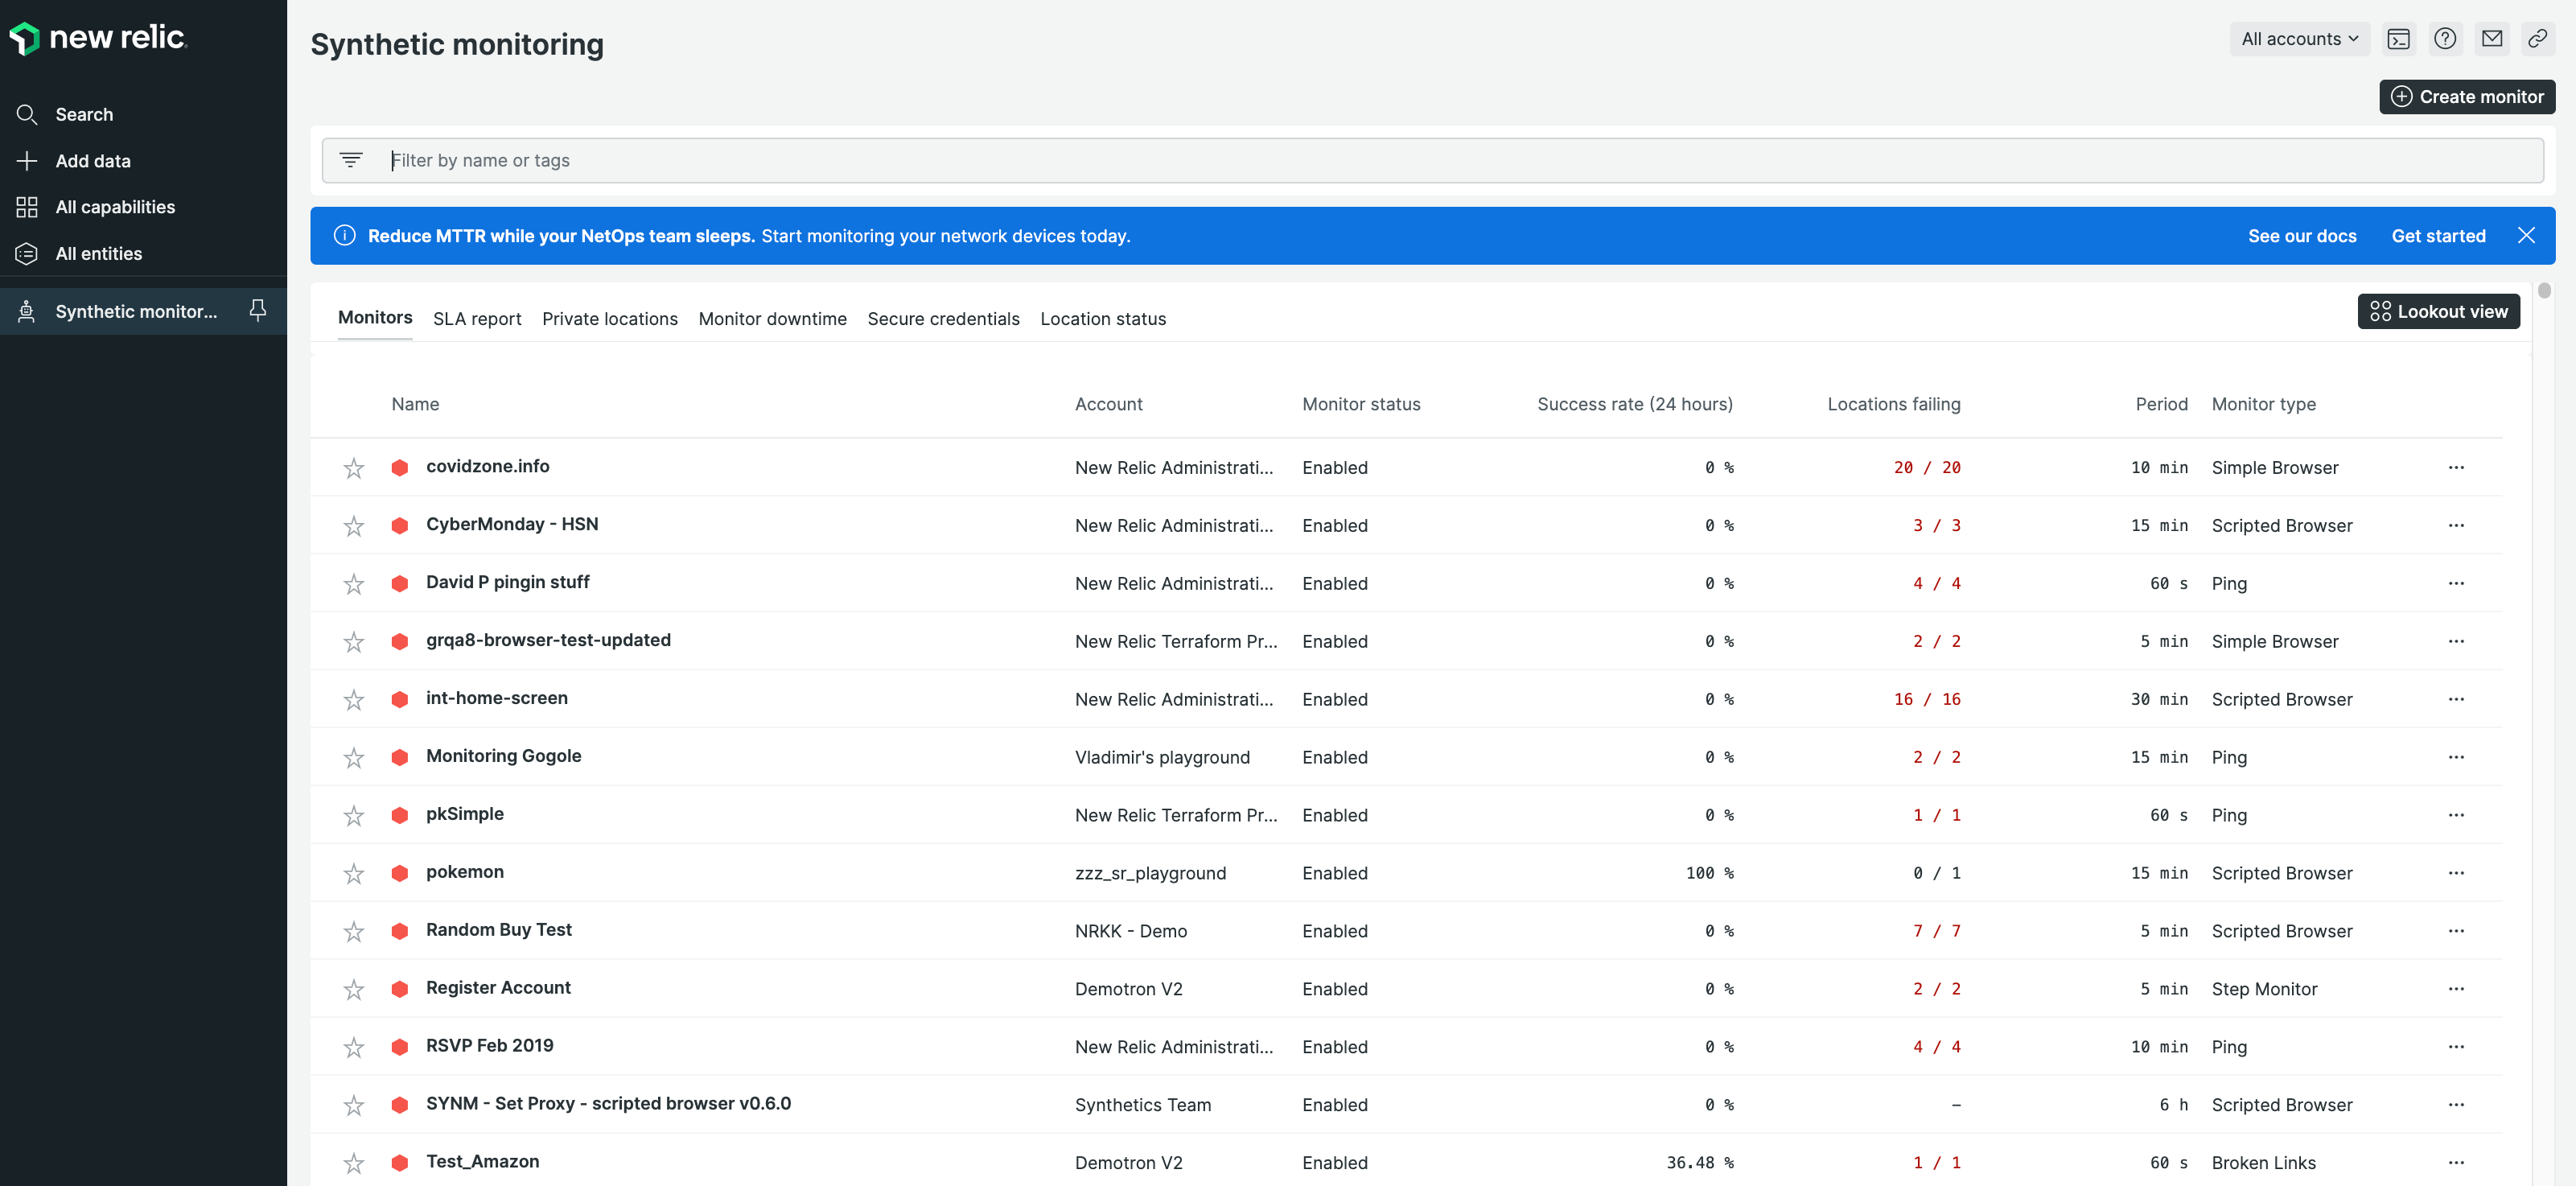 new relic
Synthetic monitoring
All accounts
Create monitor
Search
Add data
All capabilities
All entities
Synthetic monitor...
Filter by name or tags
Reduce MTTR while your NetOps team sleeps. Start monitoring your network devices today. See our docs Get started
Monitors SLA report Private locations Monitor downtime Secure credentials Location status Lookout view
Name Account Monitor status Success rate (24 hours) Locations failing Period Monitor type
covidzone.info New Relic Administrati... Enabled 0 % 20 / 20 10 min Simple Browser ...
CyberMonday - HSN New Relic Administrati... Enabled 0 % 3 / 3 15 min Scripted Browser ...
David P pingin stuff New Relic Administrati... Enabled 0 % 4 / 4 60 s Ping ...
grqa8-browser-test-updated New Relic Terraform Pr... Enabled 0 % 2 / 2 5 min Simple Browser ...
int-home-screen New Relic Administrati... Enabled 0 % 16 / 16 30 min Scripted Browser ...
Monitoring Gogole Vladimir's playground Enabled 0 % 2 / 2 15 min Ping ...
pkSimple New Relic Terraform Pr... Enabled 0 % 1 / 1 60 s Ping ...
pokemon zzz_sr_playground Enabled 100 % 0 / 1 15 min Scripted Browser ...
Random Buy Test NRKK - Demo Enabled 0 % 7 / 7 5 min Scripted Browser ...
Register Account Demotron V2 Enabled 0 % 2 / 2 5 min Step Monitor ...
RSVP Feb 2019 New Relic Administrati... Enabled 0 % 4 / 4 10 min Ping ...
SYNM - Set Proxy - scripted browser v0.6.0 Synthetics Team Enabled 0 % – 6 h Scripted Browser ...
Test_Amazon Demotron V2 Enabled 36.48 % 1 / 1 60 s Broken Links ...